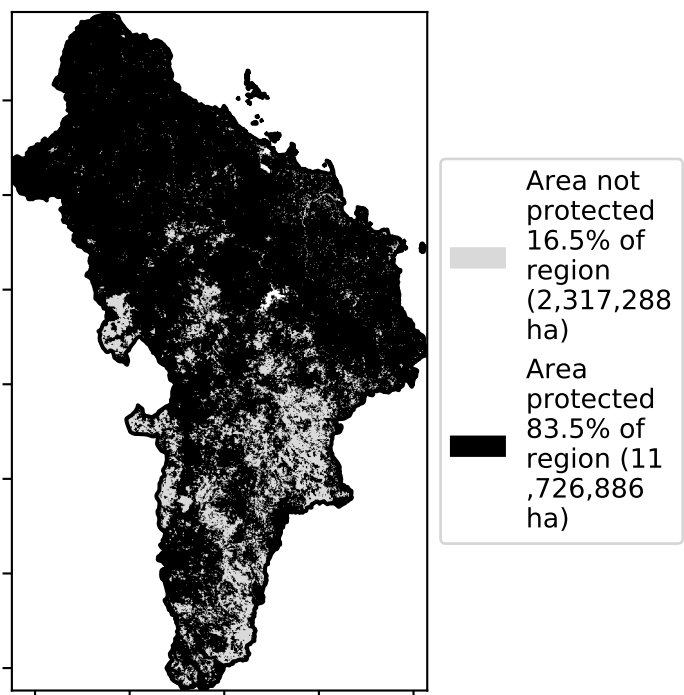 Area not
protected
16.5% of
region
(2,317,288
ha)
Area
protected
83.5% of
region (11
,726,886
ha)